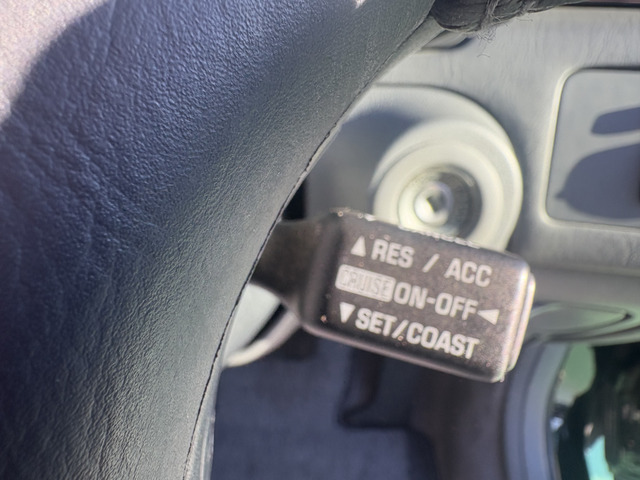 ▲ RES / ACC
CRUISE ON-OFF ◀
▼ SET/COAST